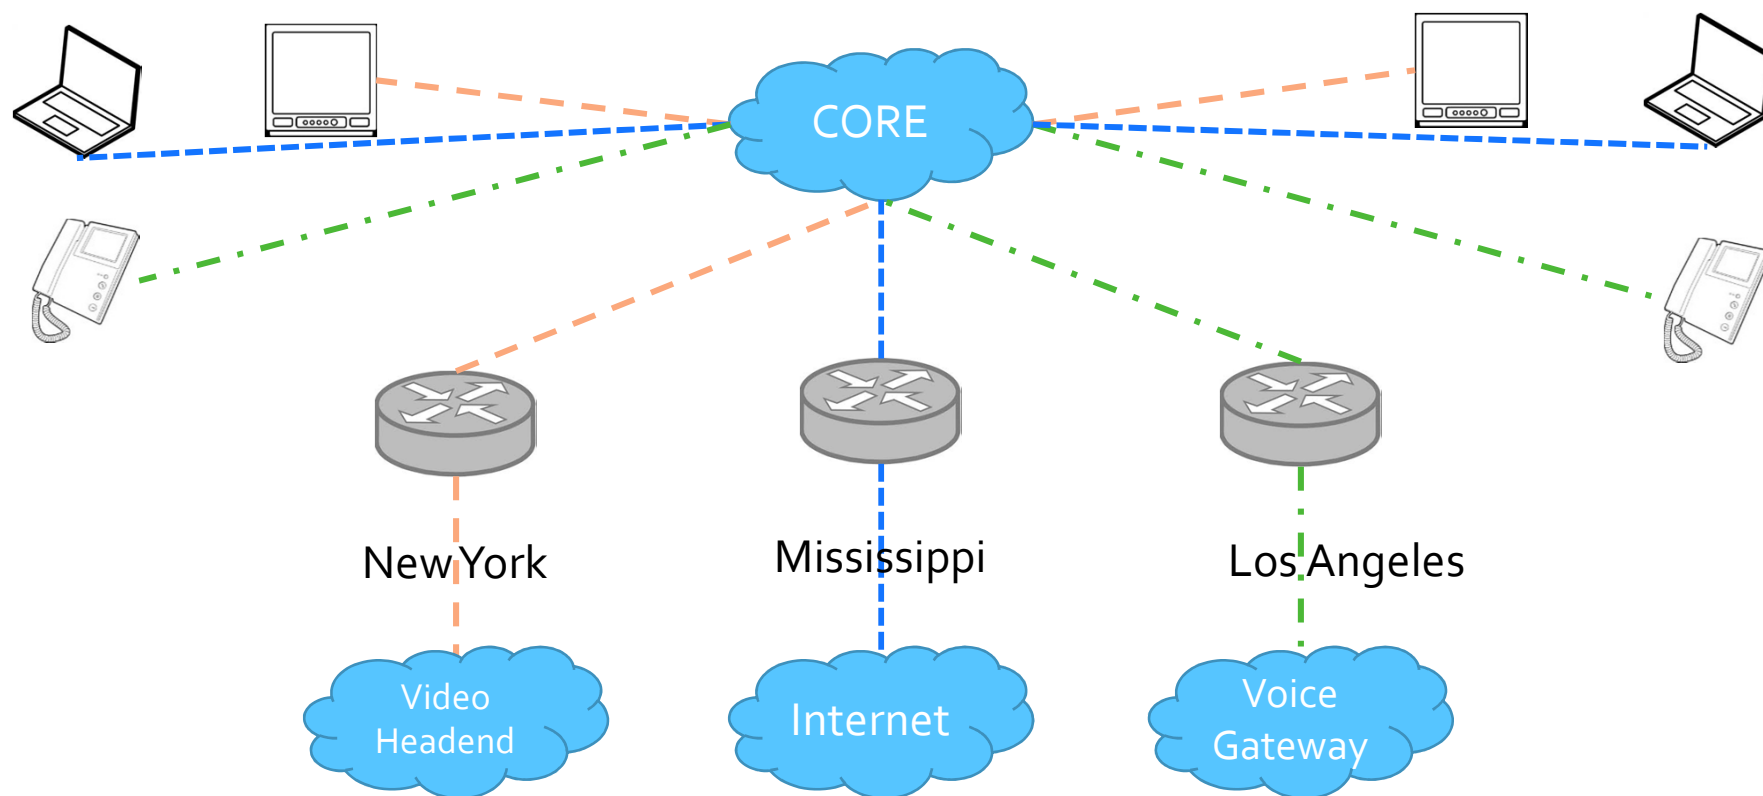 CORE
New York
Mississippi
Los Angeles
Video
Headend
Internet
Voice
Gateway